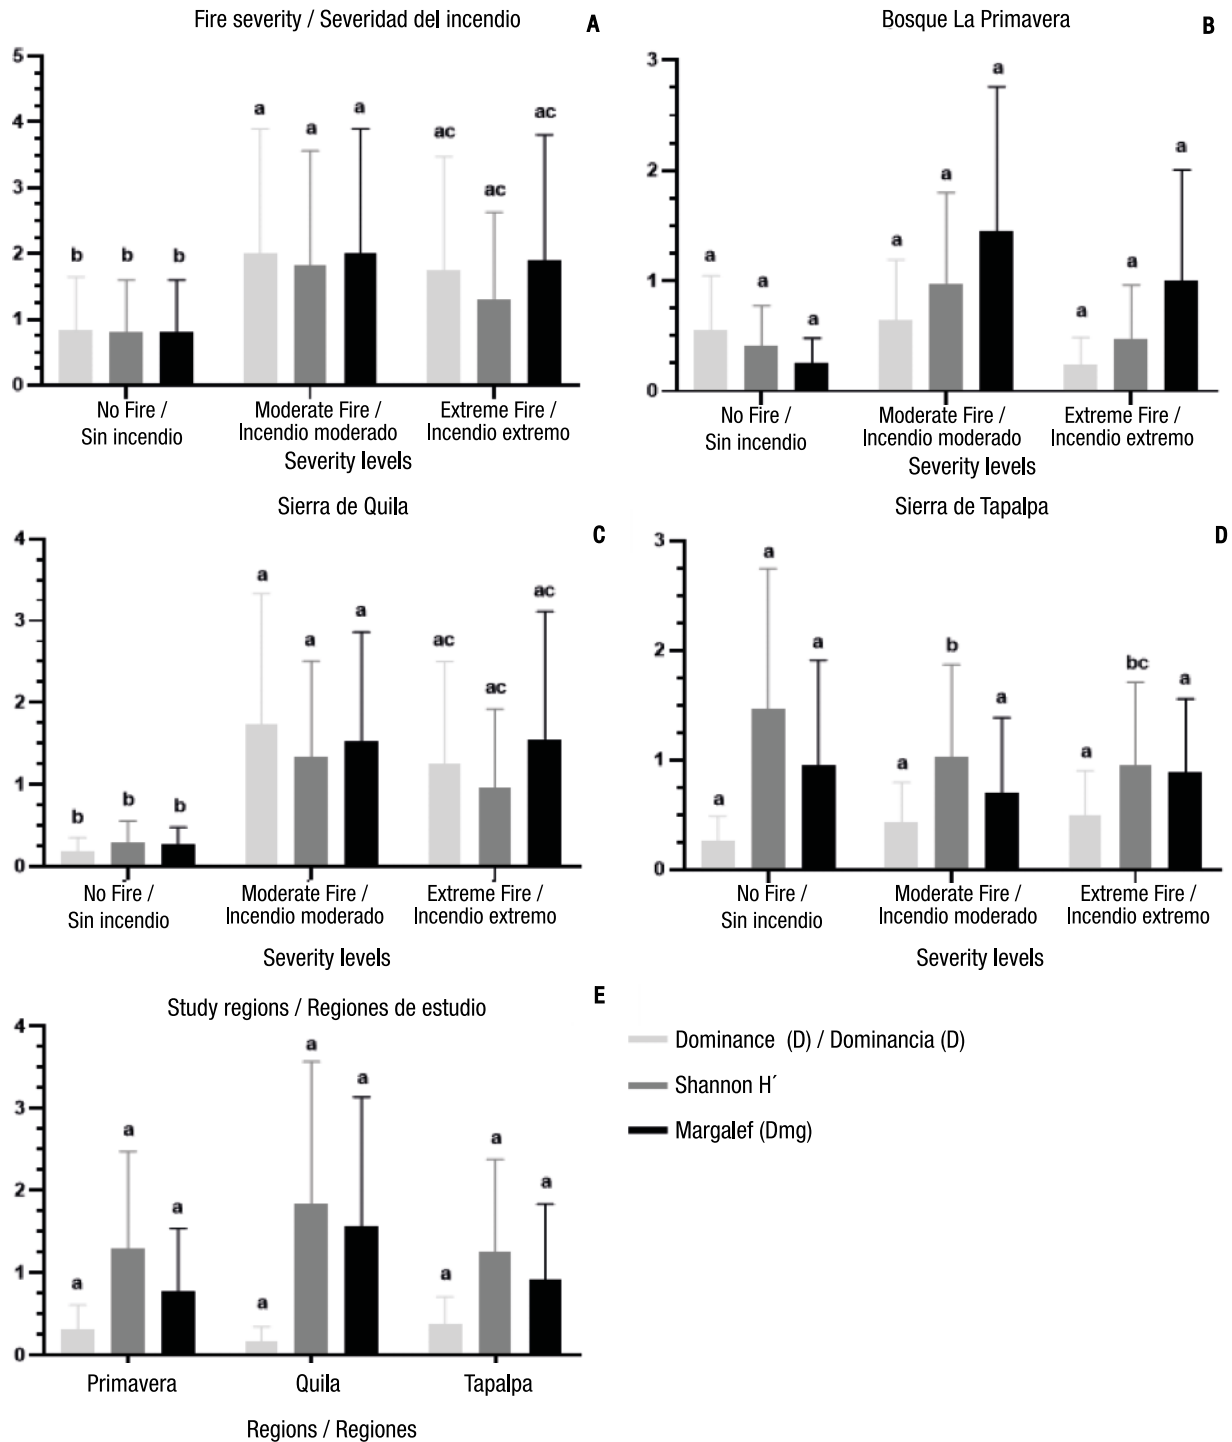 Fire severity / Severidad del incendio
A
5
4
3
2
1
0
b b b
a a a
ac ac ac
No Fire /
Sin incendio
Moderate Fire /
Incendio moderado
Extreme Fire /
Incendio extremo
Severity levels
Bosque La Primavera
B
3
2
1
0
a a a
a a a
a a a
No Fire /
Sin incendio
Moderate Fire /
Incendio moderado
Extreme Fire /
Incendio extremo
Severity levels
Sierra de Quila
C
4
3
2
1
0
b b b
a a a
ac ac ac
No Fire /
Sin incendio
Moderate Fire /
Incendio moderado
Extreme Fire /
Incendio extremo
Severity levels
Sierra de Tapalpa
D
3
2
1
0
a a a
a b a
a bc a
No Fire /
Sin incendio
Moderate Fire /
Incendio moderado
Extreme Fire /
Incendio extremo
Severity levels
Study regions / Regiones de estudio
E
4
3
2
1
0
a a a
a a a
a a a
Primavera
Quila
Tapalpa
Regions / Regiones
Dominance (D) / Dominancia (D)
Shannon H´
Margalef (Dmg)